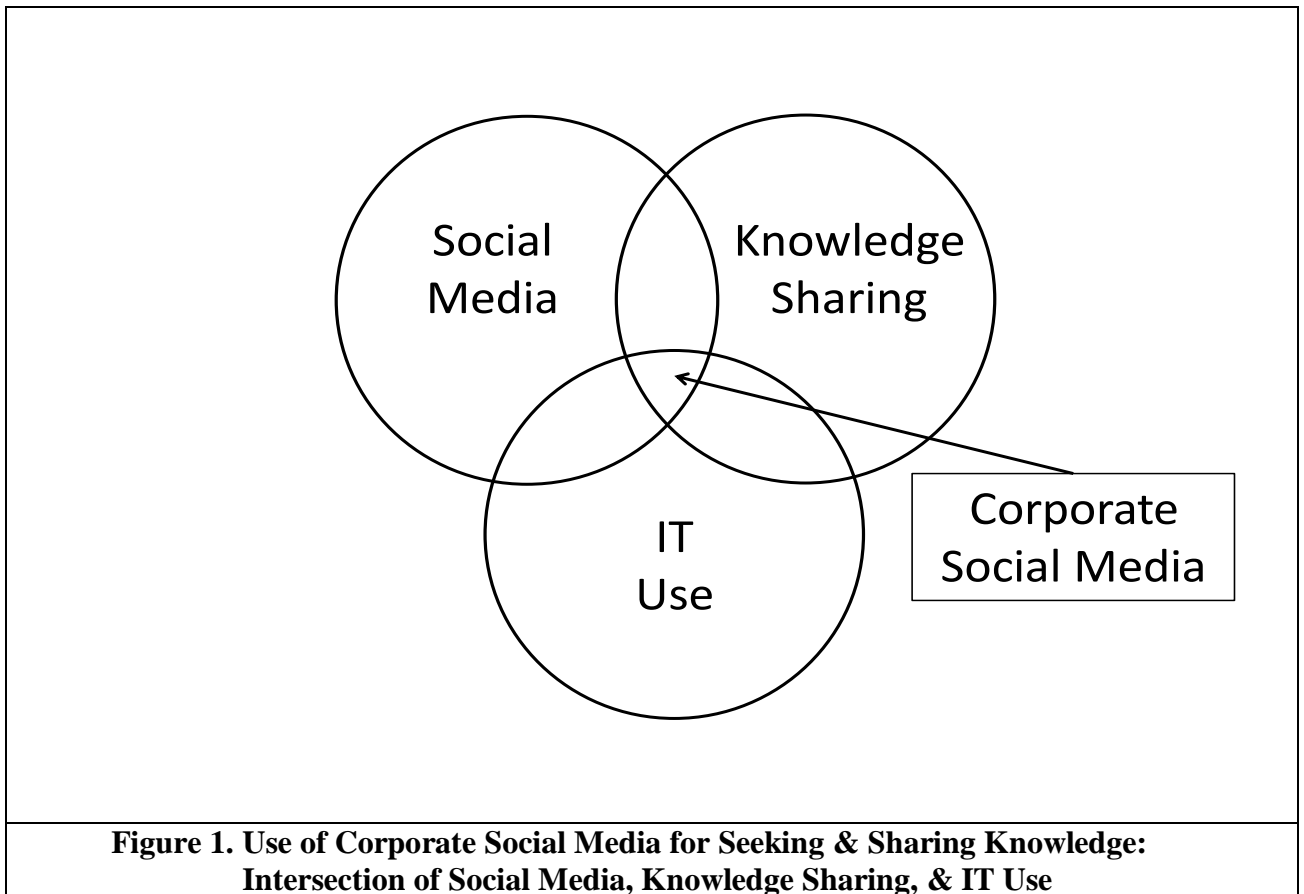 Social
Media
Knowledge
Sharing
IT
Use
Corporate
Social Media
Figure 1. Use of Corporate Social Media for Seeking & Sharing Knowledge:
Intersection of Social Media, Knowledge Sharing, & IT Use